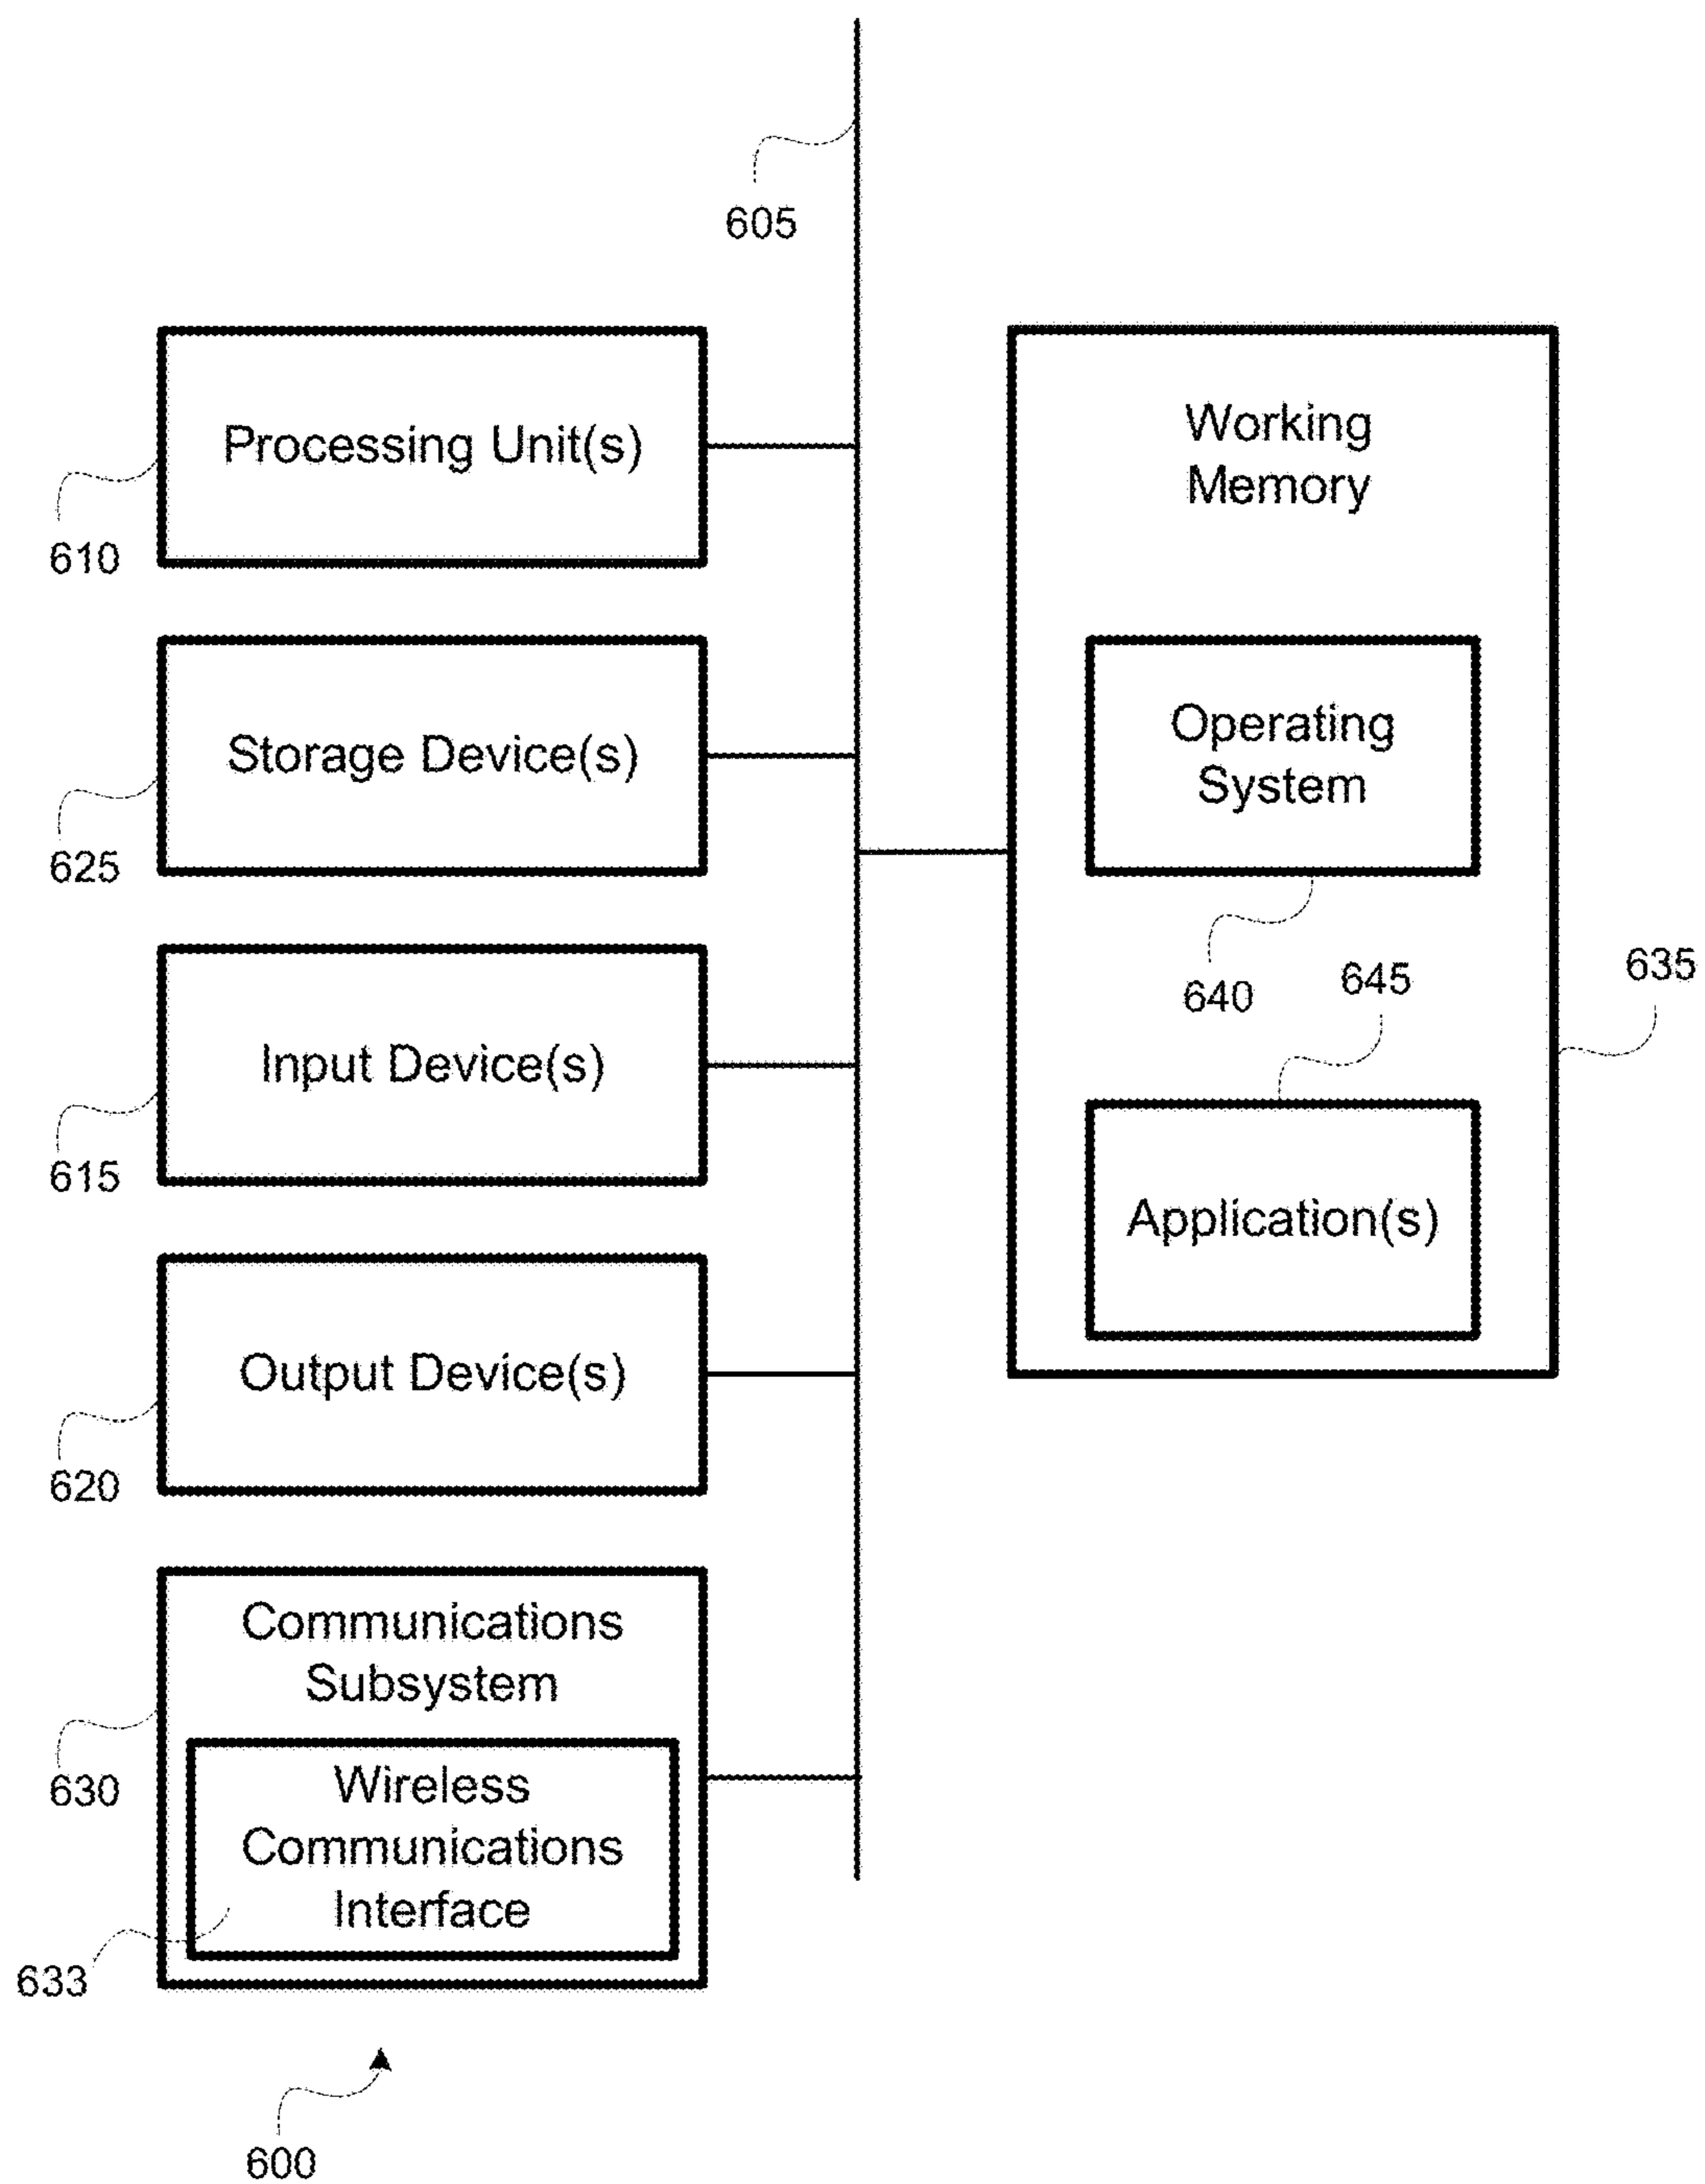 605
Processing Unit(s)
610
Storage Device(s)
625
Input Device(s)
615
Output Device(s)
620
Communications
Subsystem
630
Wireless
Communications
Interface
633
600
Working
Memory
Operating
System
640
645
635
Application(s)